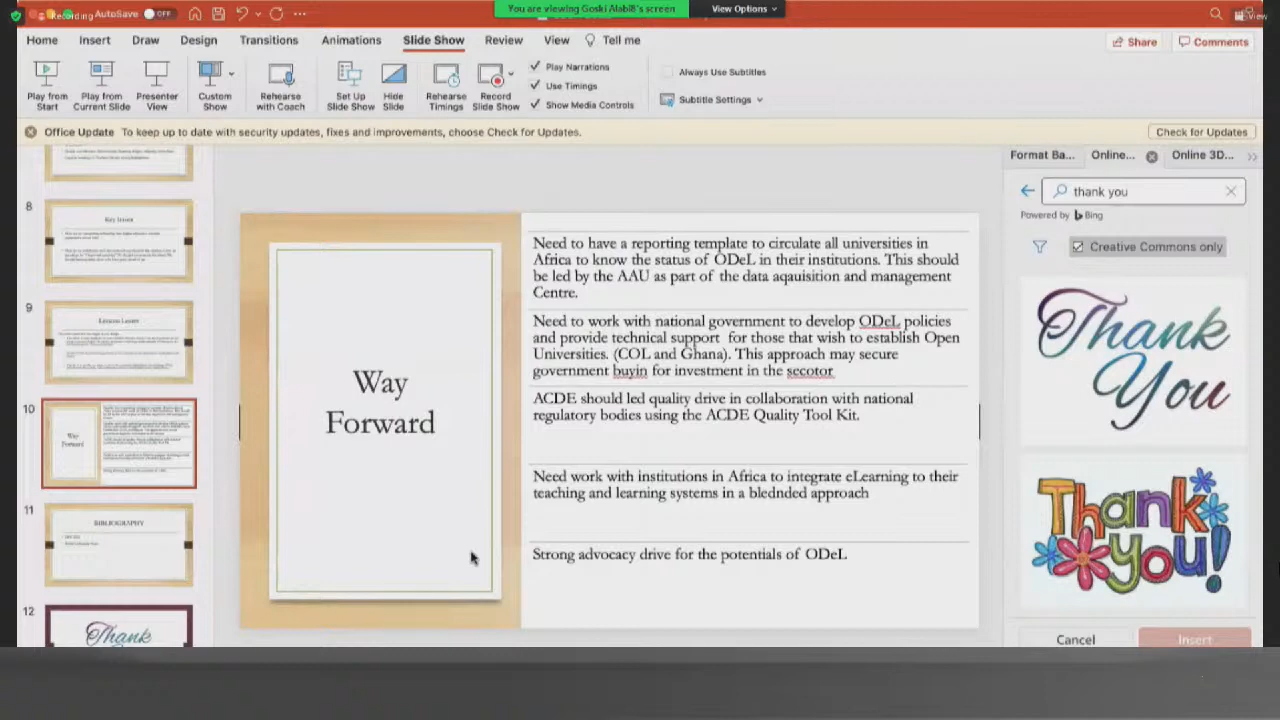 Recording
AutoSave OFF
You are viewing Goski Alabi8's screen
View Options
View
Home Insert Draw Design Transitions Animations Slide Show Review View Tell me
Share Comments
Play from Start
Play from Current Slide
Presenter View
Custom Show
Rehearse with Coach
Set Up Slide Show
Hide Slide
Rehearse Timings
Record Slide Show
Play Narrations
Use Timings
Show Media Controls
Always Use Subtitles
Subtitle Settings
Office Update To keep up to date with security updates, fixes and improvements, choose Check for Updates.
Check for Updates
8
Key Issues
9
Lessons Learnt
10
Way
Forward
11
BIBLIOGRAPHY
12
Thank
Way
Forward
Need to have a reporting template to circulate all universities in
Africa to know the status of ODeL in their institutions. This should
be led by the AAU as part of the data aqauisition and management
Centre.
Need to work with national government to develop ODeL policies
and provide technical support for those that wish to establish Open
Universities. (COL and Ghana). This approach may secure
government buyin for investment in the secotor
ACDE should led quality drive in collaboration with national
regulatory bodies using the ACDE Quality Tool Kit.
Need work with institutions in Africa to integrate eLearning to their
teaching and learning systems in a blednded approach
Strong advocacy drive for the potentials of ODeL
Format Ba... Online... Online 3D...
thank you
Powered by Bing
Creative Commons only
Thank
You
Thank
you!
Cancel Insert